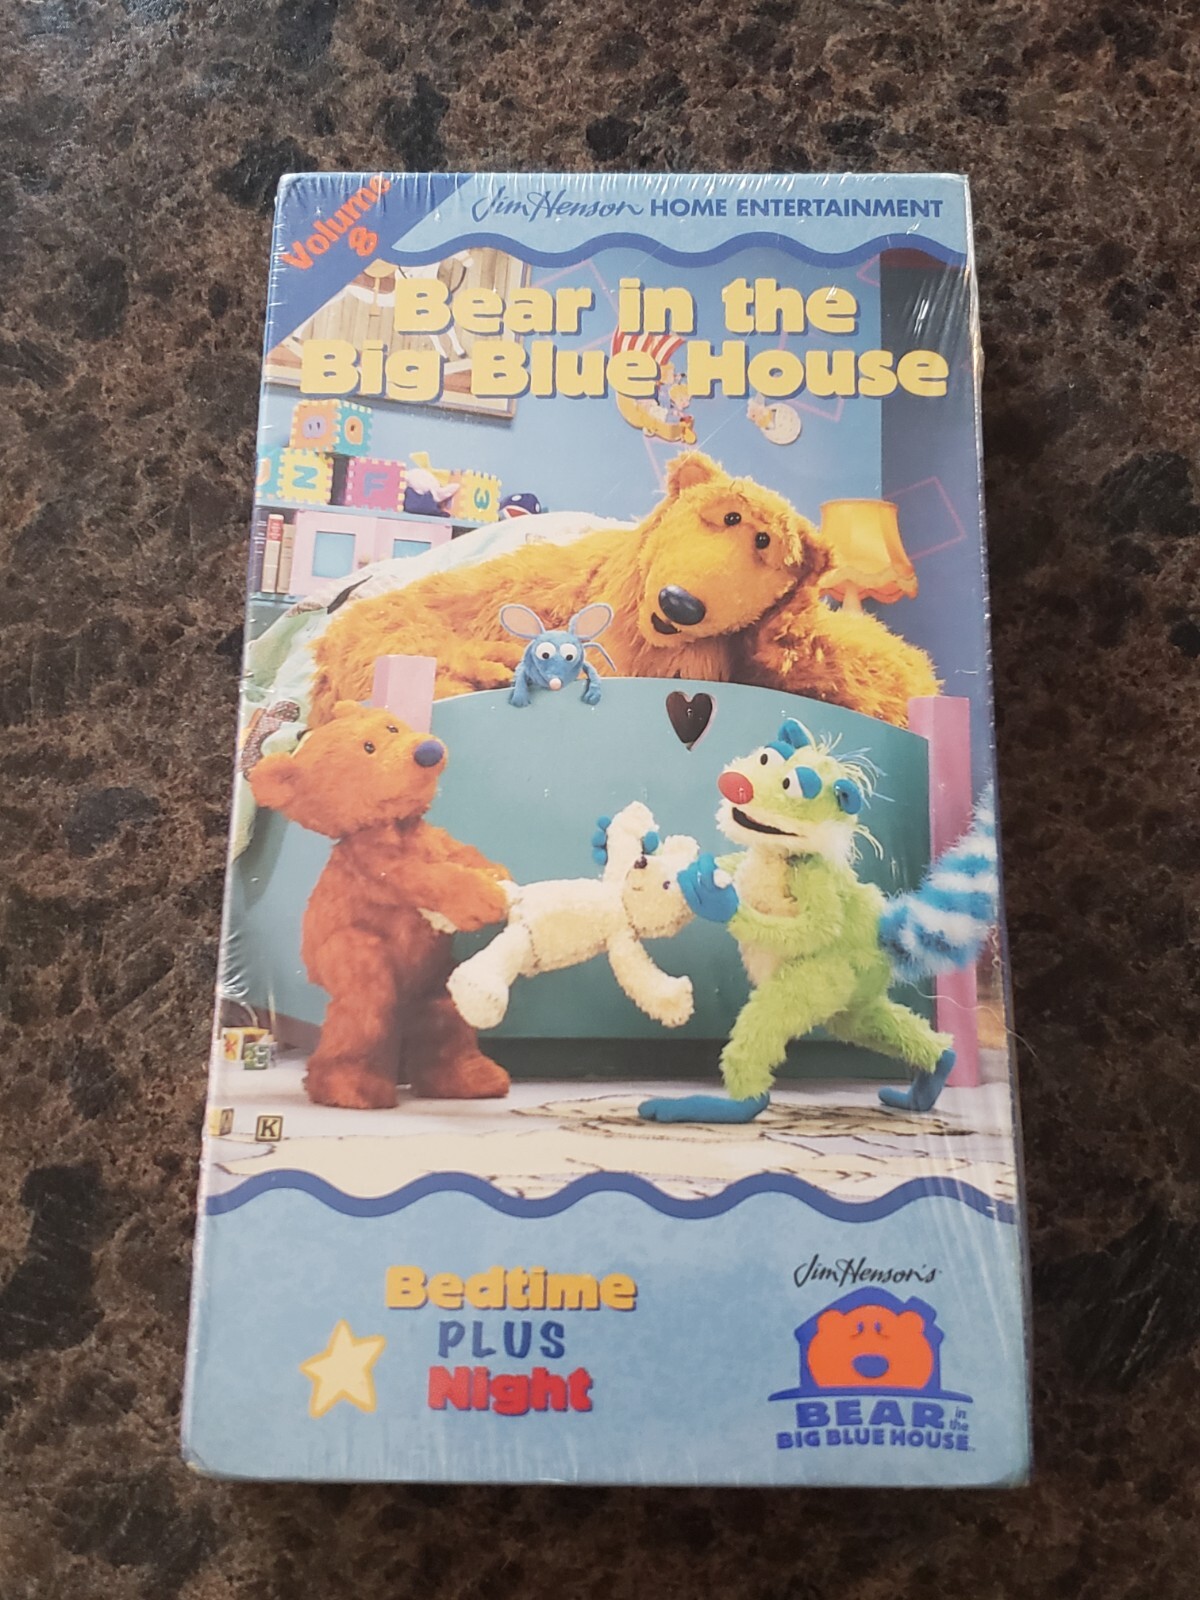 Volume
8
Jim Henson HOME ENTERTAINMENT
Bear in the
Big Blue House
Z F W
K
Bedtime
PLUS
Night
Jim Henson's
BEAR in the
BIG BLUE HOUSE™